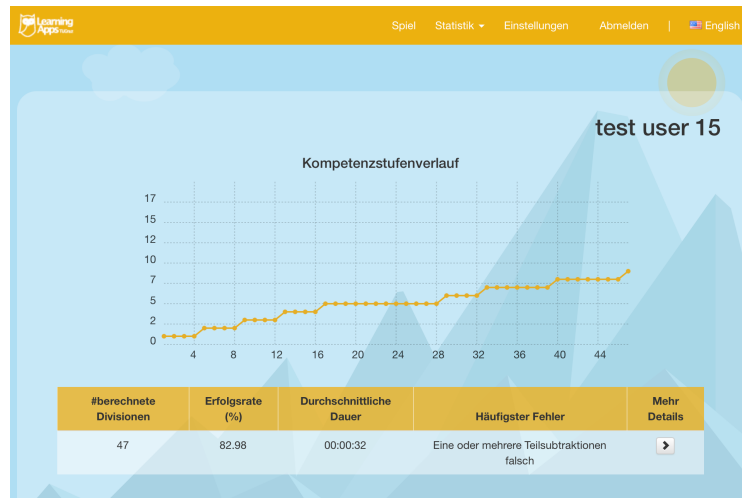 Learning
Apps
Spiel Statistik Einstellungen Abmelden | English
test user 15
Kompetenzstufenverlauf
17
15
12
10
7
5
2
0
4 8 12 16 20 24 28 32 36 40 44
#berechnete Divisionen Erfolgsrate (%) Durchschnittliche Dauer Häufigster Fehler Mehr Details
47 82.98 00:00:32 Eine oder mehrere Teilsubtraktionen
falsch